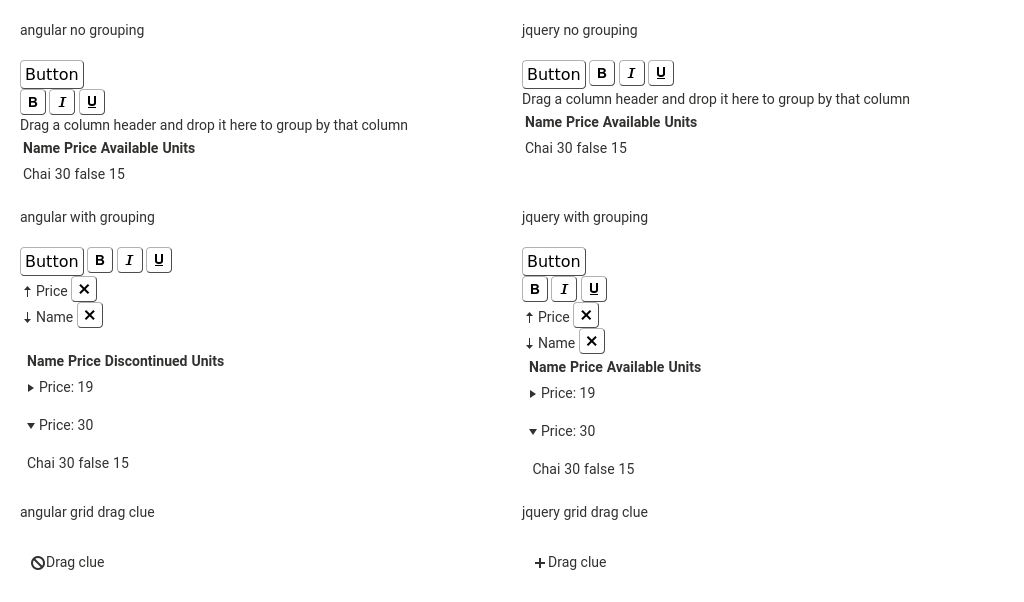 angular no grouping
Button
B I U
Drag a column header and drop it here to group by that column
Name Price Available Units
Chai 30 false 15
angular with grouping
Button B I U
Price
Name
Name Price Discontinued Units
Price: 19
Price: 30
Chai 30 false 15
angular grid drag clue
Drag clue
jquery no grouping
Button B I U
Drag a column header and drop it here to group by that column
Name Price Available Units
Chai 30 false 15
jquery with grouping
Button
B I U
Price
Name
Name Price Available Units
Price: 19
Price: 30
Chai 30 false 15
jquery grid drag clue
Drag clue